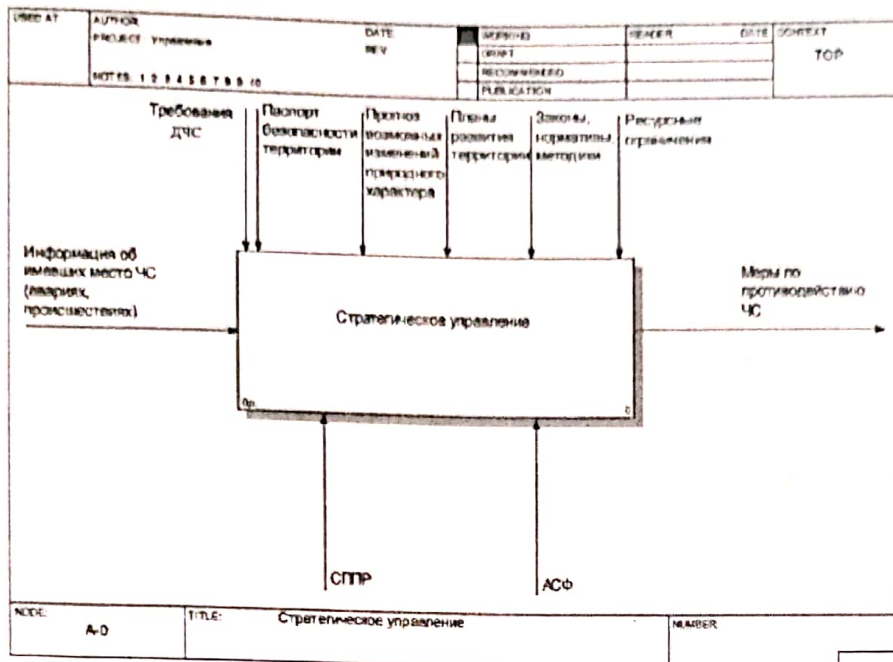 USED AT:
AUTHOR:
DATE:
WORKING
READER
DATE
CONTEXT:
PROJECT: Управление
REV:
DRAFT
TOP
RECOMMENDED
NOTES: 1 2 3 4 5 6 7 8 9 10
PUBLICATION
Требования
ДЧС
Паспорт
безопасности
территории
Прогноз
возможных
изменений
природного
характера
Планы
развития
территории
Законы,
нормативы,
методики
Ресурсные
ограничения
Информация об
имевших место ЧС
(авариях,
происшествиях)
Стратегическое управление
Меры по
противодействию
ЧС
0р.
0
СППР
АСФ
NODE:
A-0
TITLE:
Стратегическое управление
NUMBER: